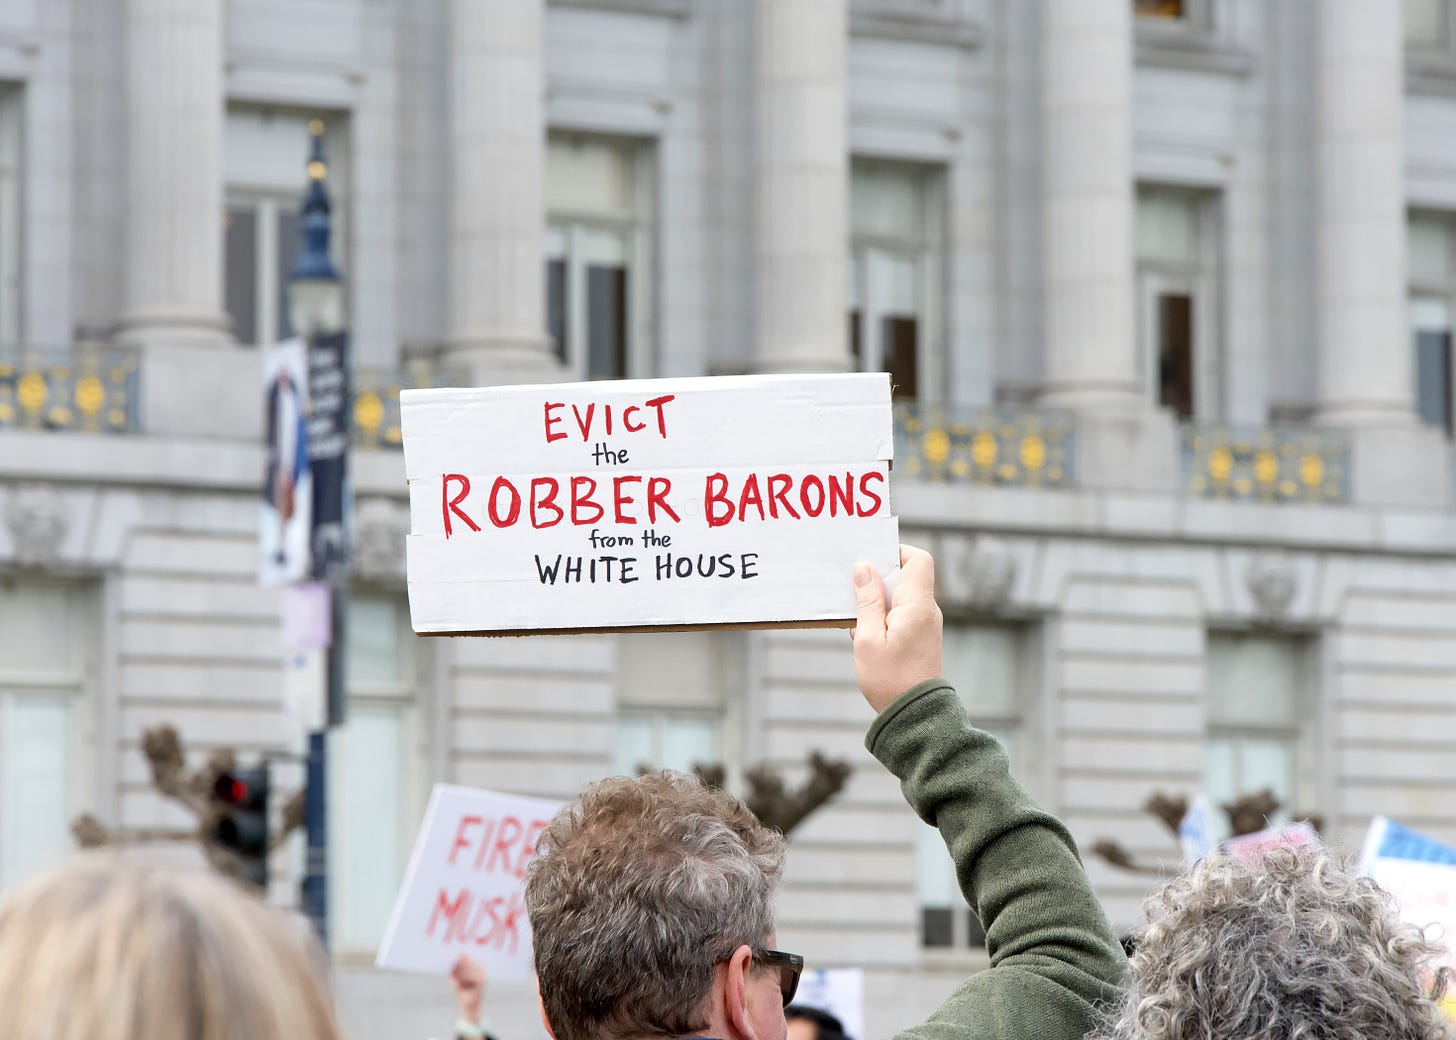 EVICT
the
ROBBER BARONS
from the
WHITE HOUSE
FIRE
MUSK